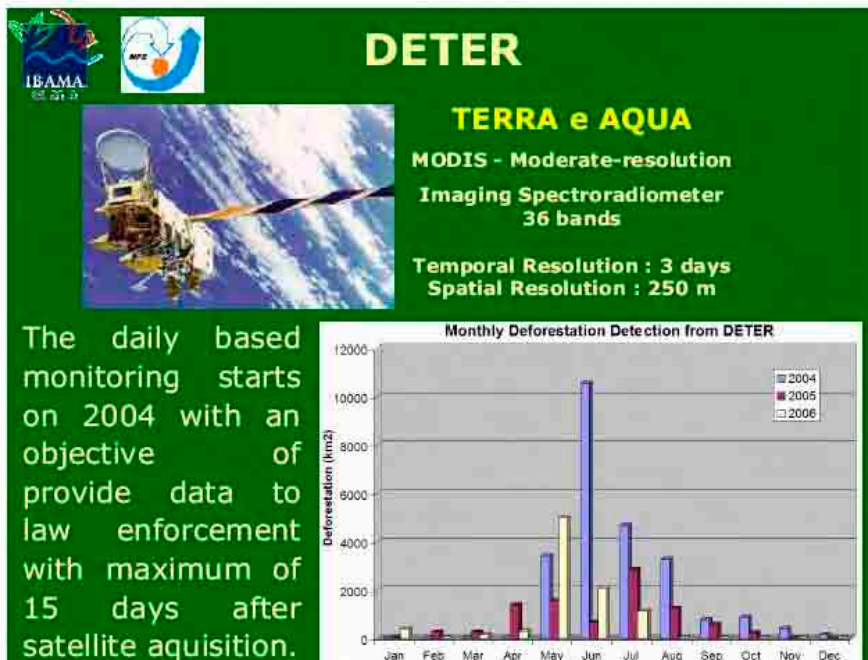 DETER
IBAMA
INPE
TERRA e AQUA
MODIS - Moderate-resolution
Imaging Spectroradiometer
36 bands
Temporal Resolution : 3 days
Spatial Resolution : 250 m
The daily based
monitoring starts
on 2004 with an
objective of
provide data to
law enforcement
with maximum of
15 days after
satellite aquisition.
Monthly Deforestation Detection from DETER
Deforestation (km2)
12000
10000
8000
6000
4000
2000
0
2004
2005
2006
Jan Feb Mar Apr May Jun Jul Aug Sep Oct Nov Dec